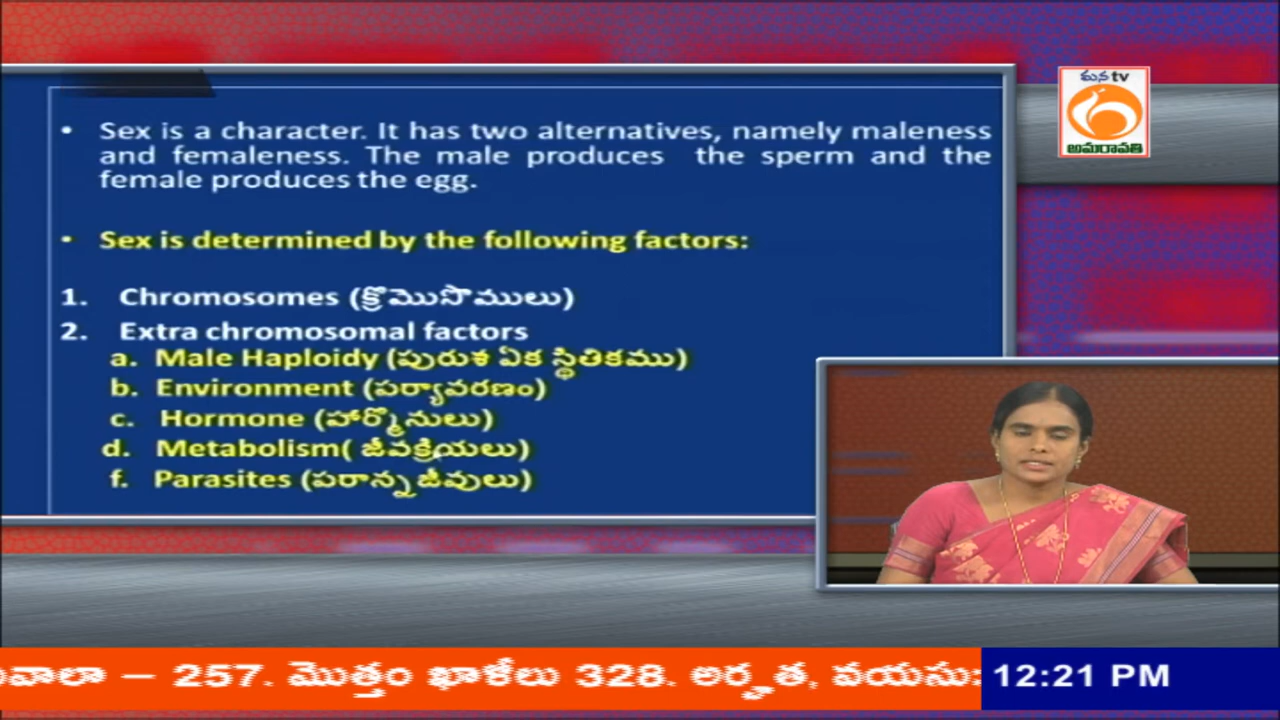 • Sex is a character. It has two alternatives, namely maleness
and femaleness. The male produces the sperm and the
female produces the egg.
• Sex is determined by the following factors:
1. Chromosomes (క్రొమొసొములు)
2. Extra chromosomal factors
a. Male Haploidy (పురుశ ఏక స్థితికము)
b. Environment (పర్యావరణం)
c. Hormone (హార్మోనులు)
d. Metabolism( జీవక్రియలు)
f. Parasites (పరాన్నజీవులు)
మన tv
అమరావతి
వాలా – 257. మొత్తం ఖాళీలు 328. అర్హత, వయసు:
12:21 PM